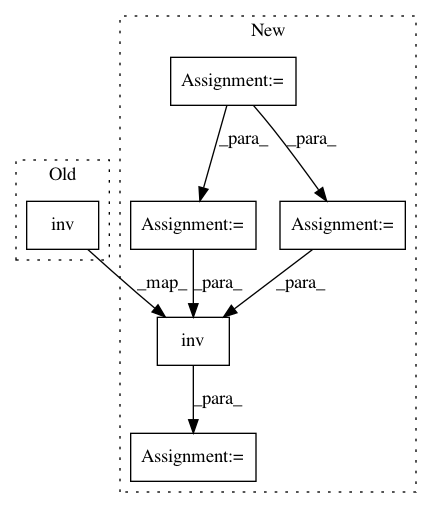 New
Assignment:=
_para_
_para_
Old
inv
Assignment:=
Assignment:=
_map_
_para_
_para_
inv
_para_
Assignment:=